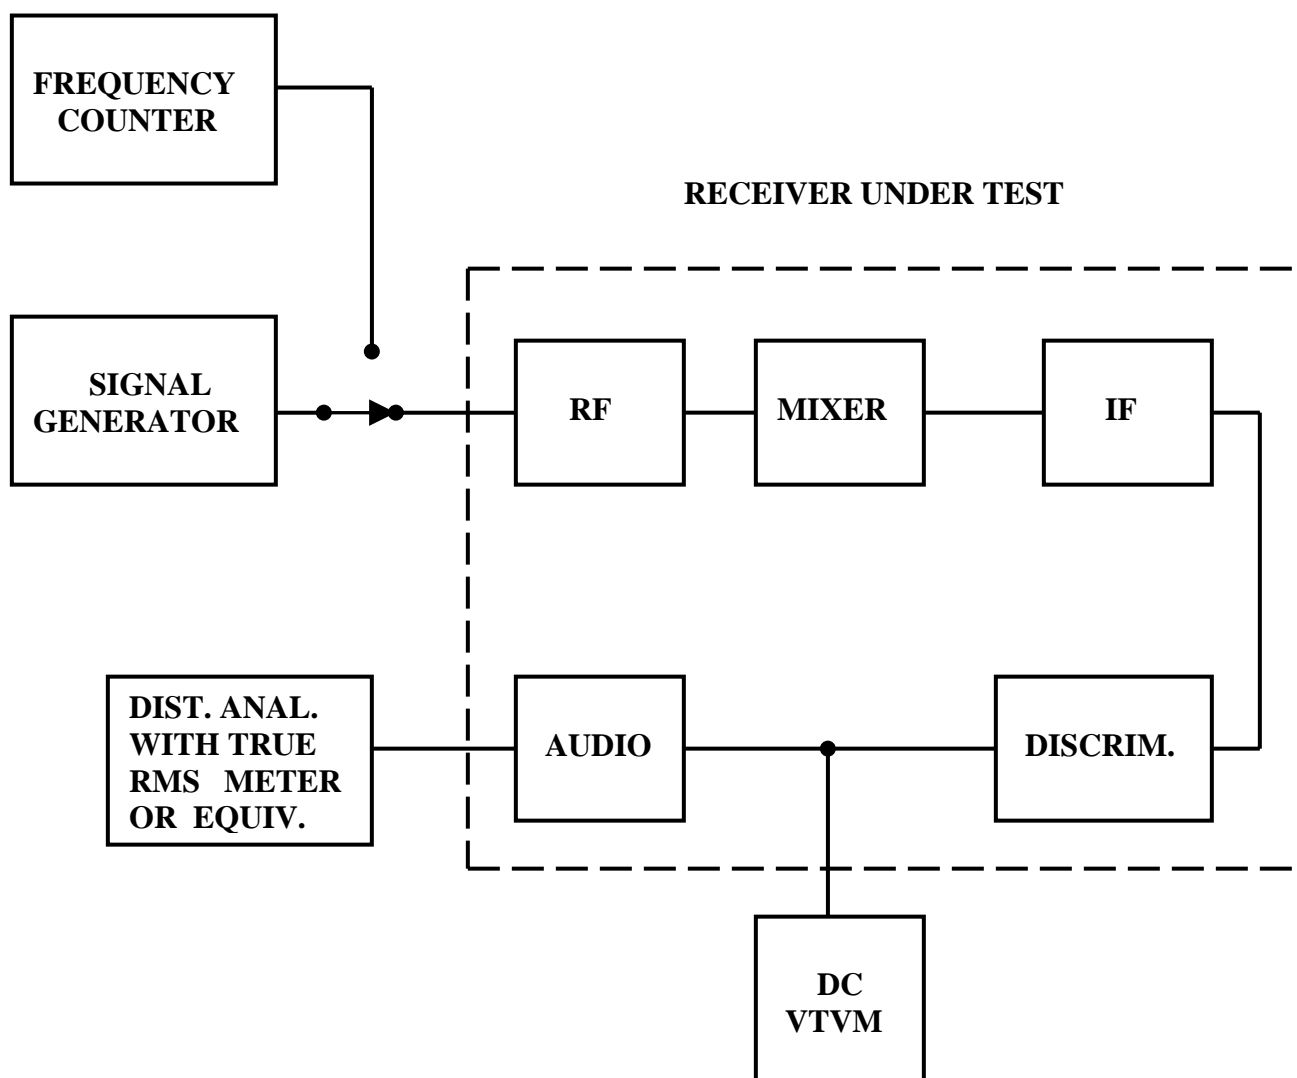 FREQUENCY
COUNTER
RECEIVER UNDER TEST
SIGNAL
GENERATOR
RF
MIXER
IF
DIST. ANAL.
WITH TRUE
RMS METER
OR EQUIV.
AUDIO
DISCRIM.
DC
VTVM